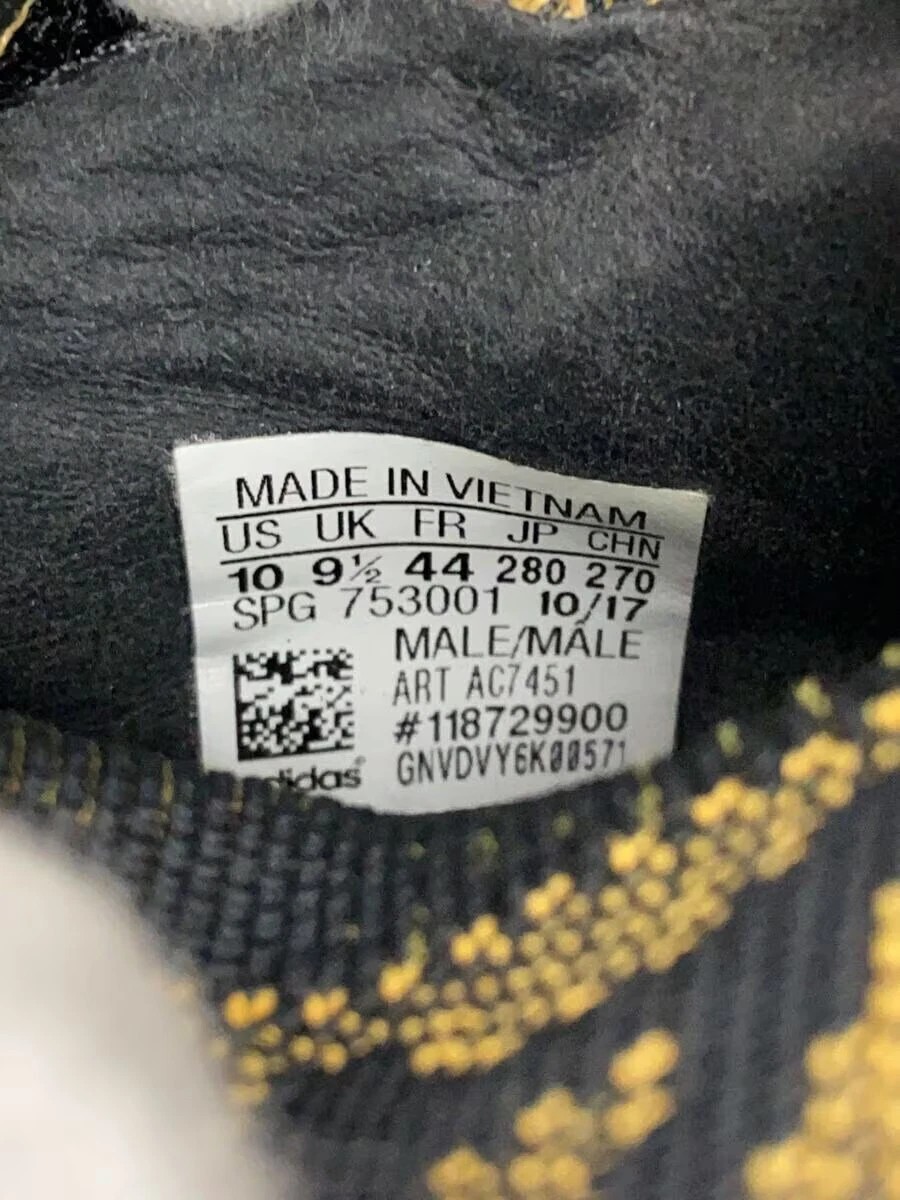 MADE IN VIETNAM
US UK FR JP CHN
10 9½ 44 280 270
SPG 753001 10/17
MALE/MÂLE
ART AC7451
#118729900
GNVDVY6K00571
adidas®